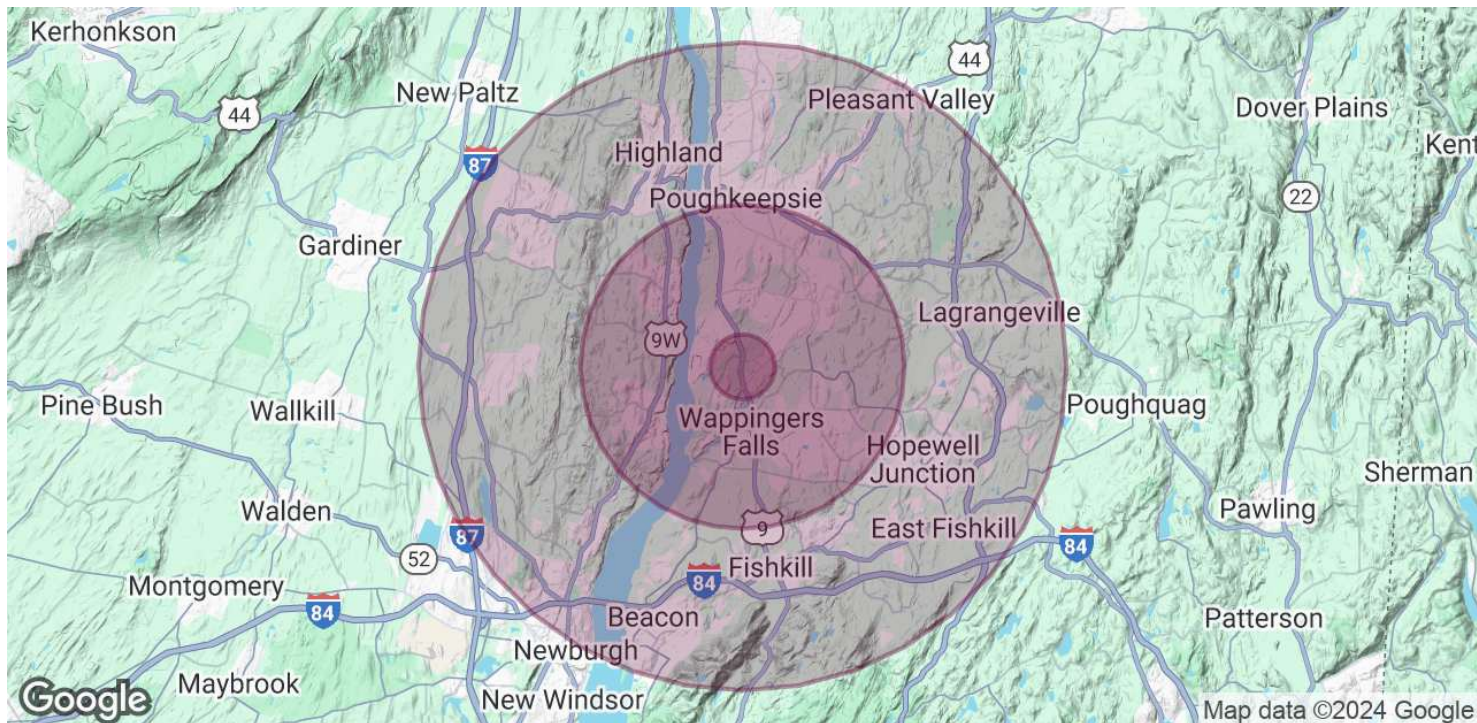 Kerhonkson
44
New Paltz
44
Pleasant Valley
Dover Plains
87
Highland
Kent
Poughkeepsie
22
Gardiner
Lagrangeville
9W
Pine Bush
Wallkill
Wappingers
Falls
Poughquag
Hopewell
Junction
Sherman
Walden
Pawling
87
9
East Fishkill
84
52
Fishkill
Montgomery
84
84
Beacon
Patterson
Newburgh
Maybrook
New Windsor
Google
Map data ©2024 Google